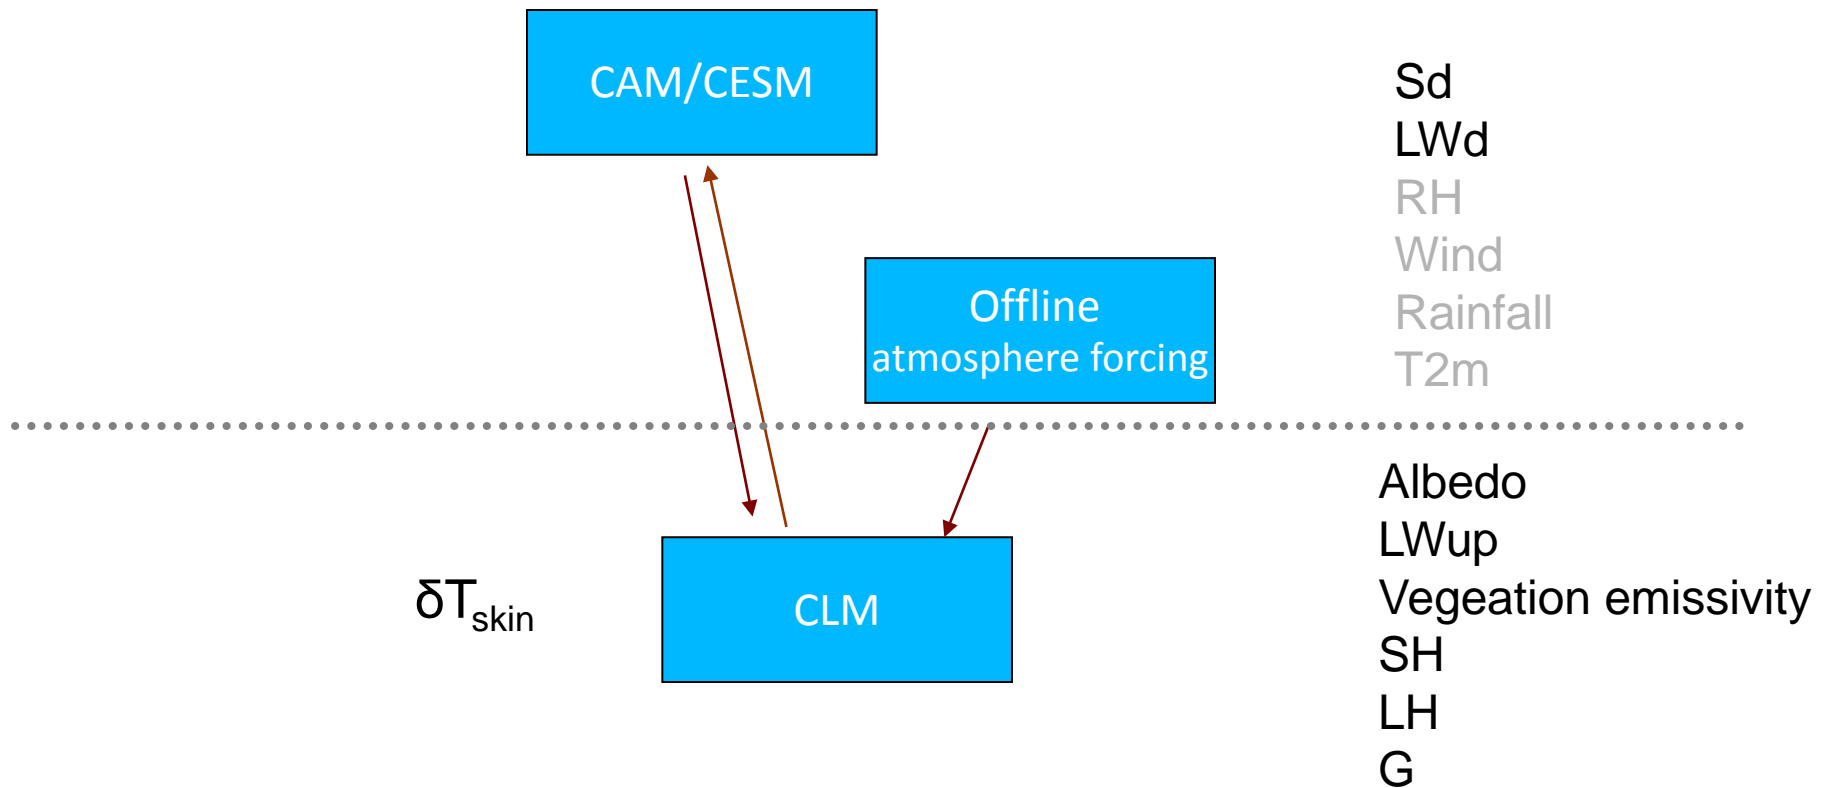 CAM/CESM
Sd
LWd
RH
Wind
Rainfall
T2m
Offline
atmosphere forcing
δTskin
CLM
Albedo
LWup
Vegeation emissivity
SH
LH
G